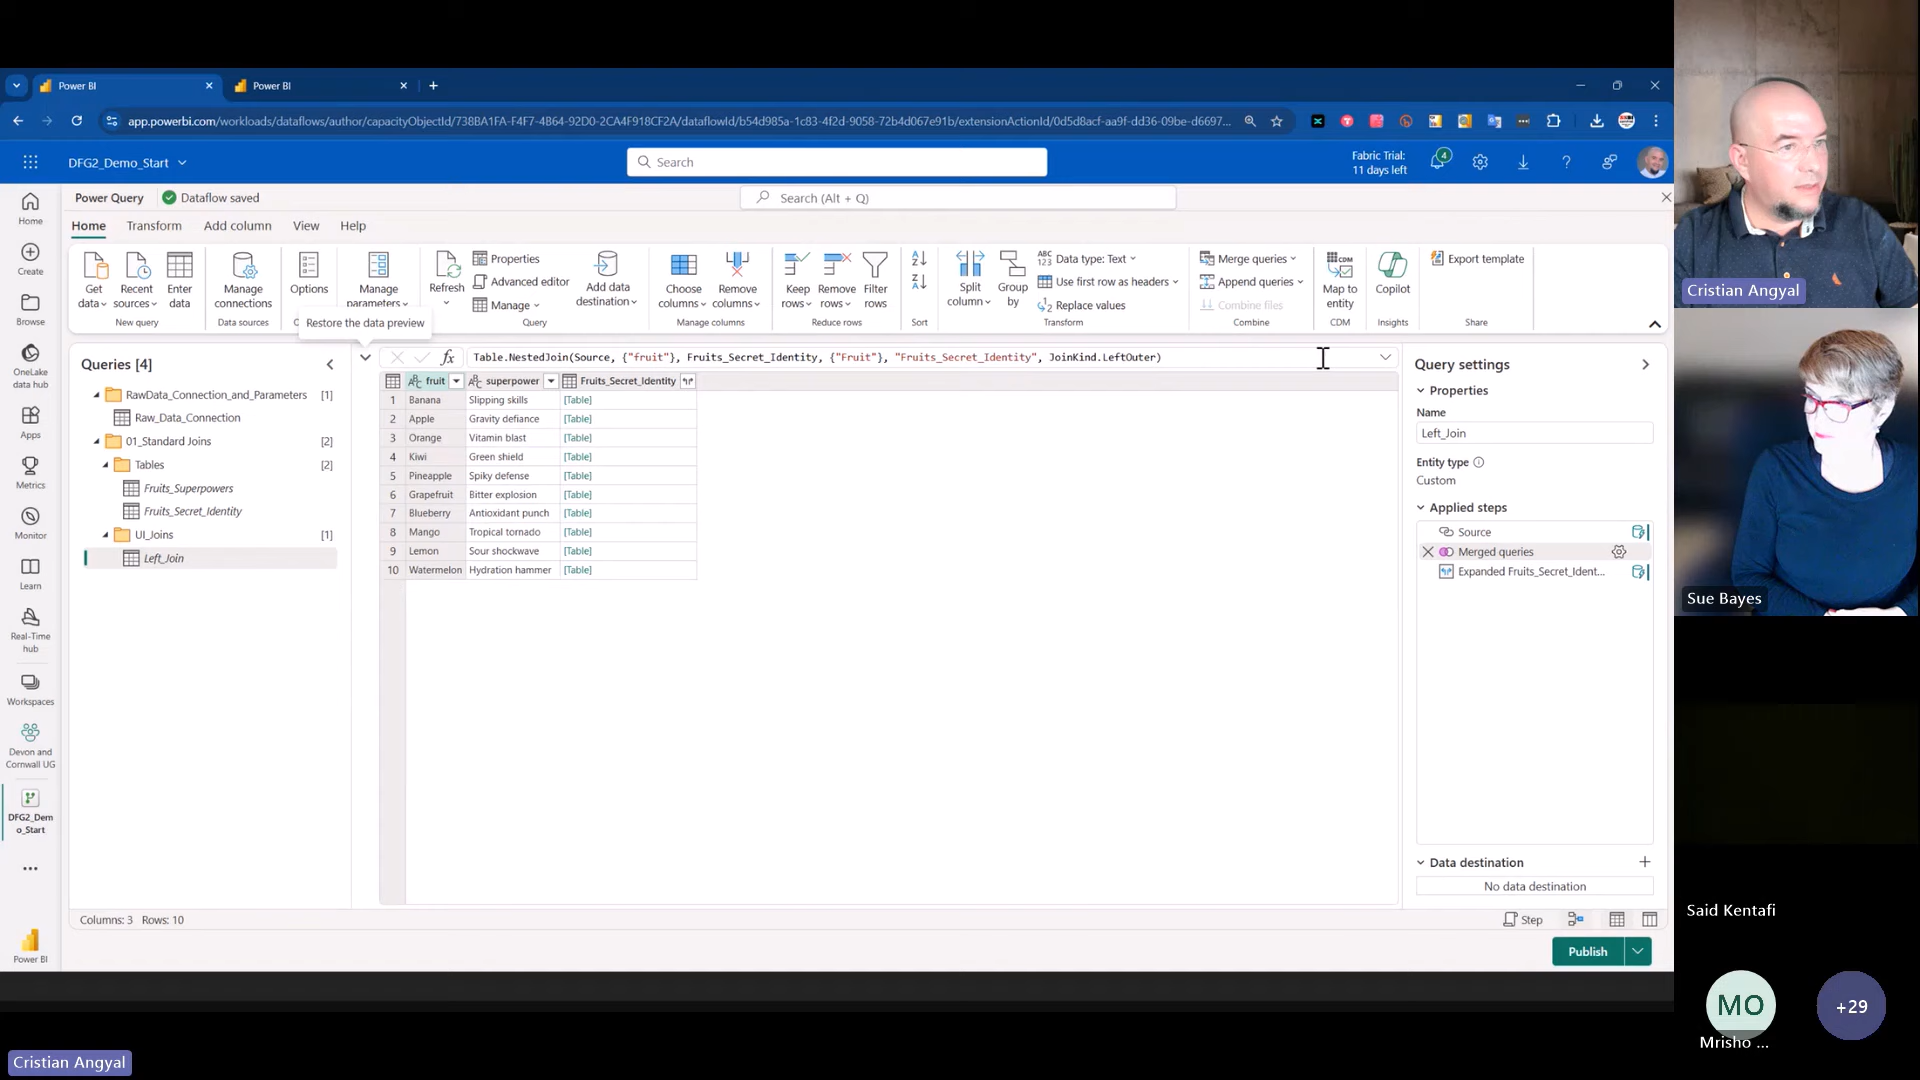 Power BI
Power BI
app.powerbi.com/workloads/dataflows/author/capacityObjectId/738BA1FA-F4F7-4B64-92D0-2CA4F918CF2A/dataflowId/b54d985a-1c83-4f2d-9058-72b4d067e91b/extensionActionId/0d5d8acf-aa9f-dd36-09be-d6697...
DFG2_Demo_Start
Search
Fabric Trial:
11 days left
4
Power Query
Dataflow saved
Search (Alt + Q)
Home
Transform
Add column
View
Help
Get data
Recent sources
Enter data
New query
Manage connections
Data sources
Options
Manage parameters
Restore the data preview
Refresh
Properties
Advanced editor
Manage
Query
Add data destination
Choose columns
Remove columns
Manage columns
Keep rows
Remove rows
Filter rows
Reduce rows
Sort
Split column
Group by
Data type: Text
Use first row as headers
Replace values
Transform
Merge queries
Append queries
Combine files
Combine
Map to entity
CDM
Copilot
Insights
Export template
Share
Home
Create
Browse
OneLake data hub
Apps
Metrics
Monitor
Learn
Real-Time hub
Workspaces
Devon and Cornwall UG
DFG2_Dem o_Start
Power BI
Queries [4]
RawData_Connection_and_Parameters [1]
Raw_Data_Connection
01_Standard Joins [2]
Tables [2]
Fruits_Superpowers
Fruits_Secret_Identity
UI_Joins [1]
Left_Join
fx Table.NestedJoin(Source, {"fruit"}, Fruits_Secret_Identity, {"Fruit"}, "Fruits_Secret_Identity", JoinKind.LeftOuter)
fruit superpower Fruits_Secret_Identity
1 Banana Slipping skills [Table]
2 Apple Gravity defiance [Table]
3 Orange Vitamin blast [Table]
4 Kiwi Green shield [Table]
5 Pineapple Spiky defense [Table]
6 Grapefruit Bitter explosion [Table]
7 Blueberry Antioxidant punch [Table]
8 Mango Tropical tornado [Table]
9 Lemon Sour shockwave [Table]
10 Watermelon Hydration hammer [Table]
Query settings
Properties
Name
Left_Join
Entity type
Custom
Applied steps
Source
Merged queries
Expanded Fruits_Secret_Ident...
Data destination
No data destination
Columns: 3 Rows: 10
Step
Publish
Cristian Angyal
Sue Bayes
Said Kentafi
MO
Mrisho ...
+29
Cristian Angyal